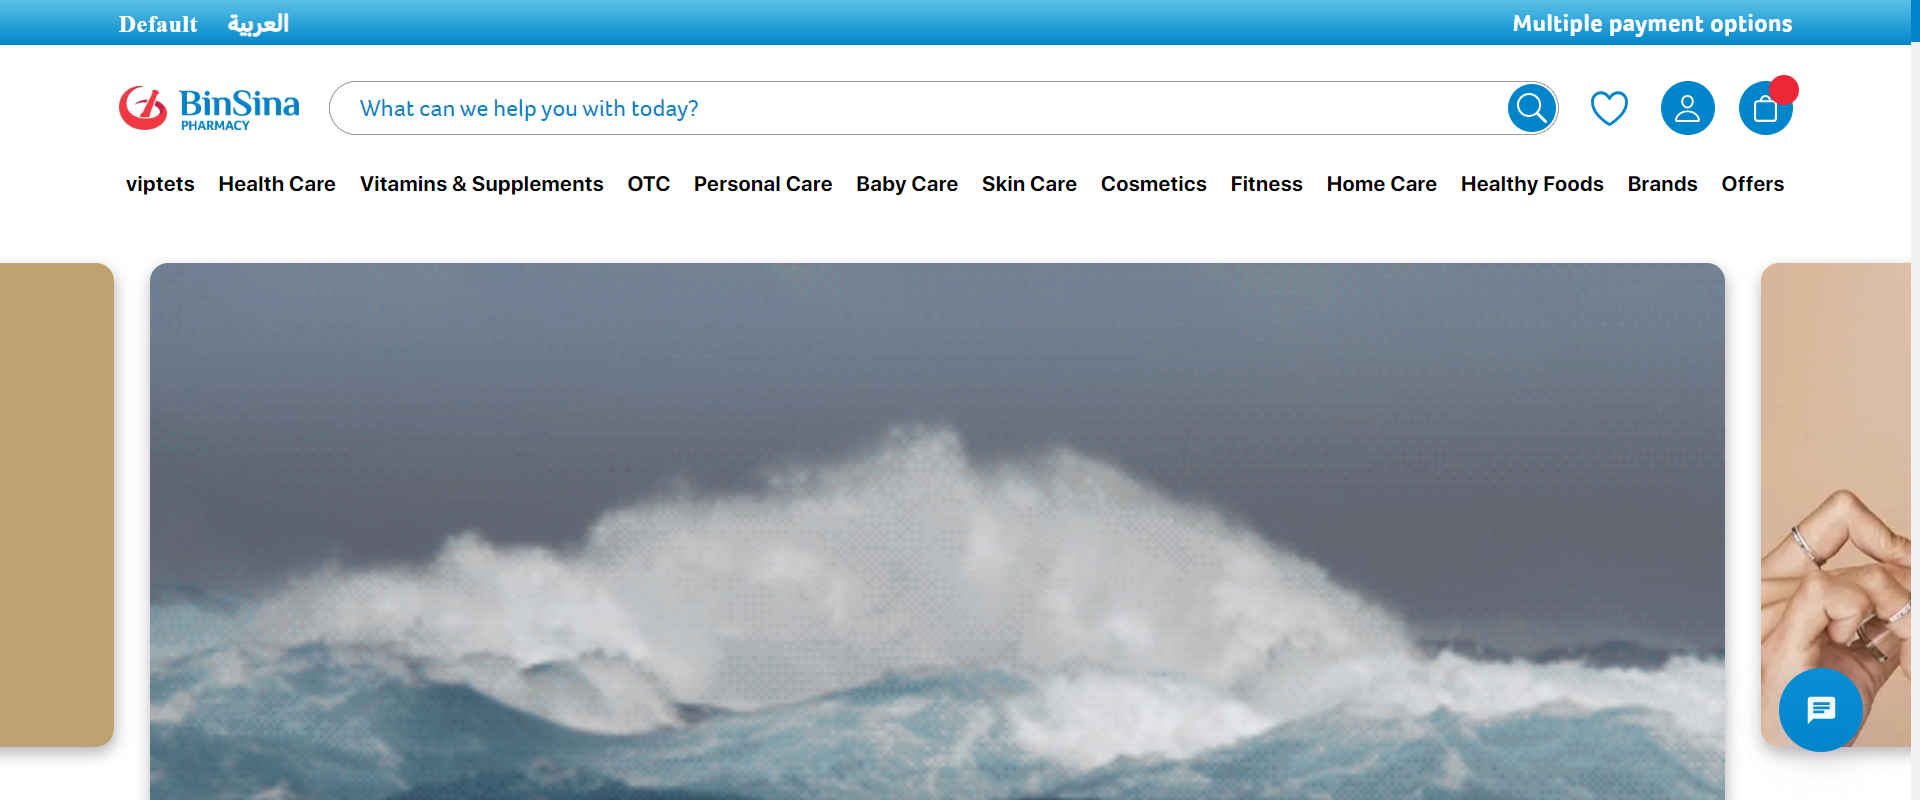 Default العربية Multiple payment options
BinSina
PHARMACY
What can we help you with today?
viptets Health Care Vitamins & Supplements OTC Personal Care Baby Care Skin Care Cosmetics Fitness Home Care Healthy Foods Brands Offers